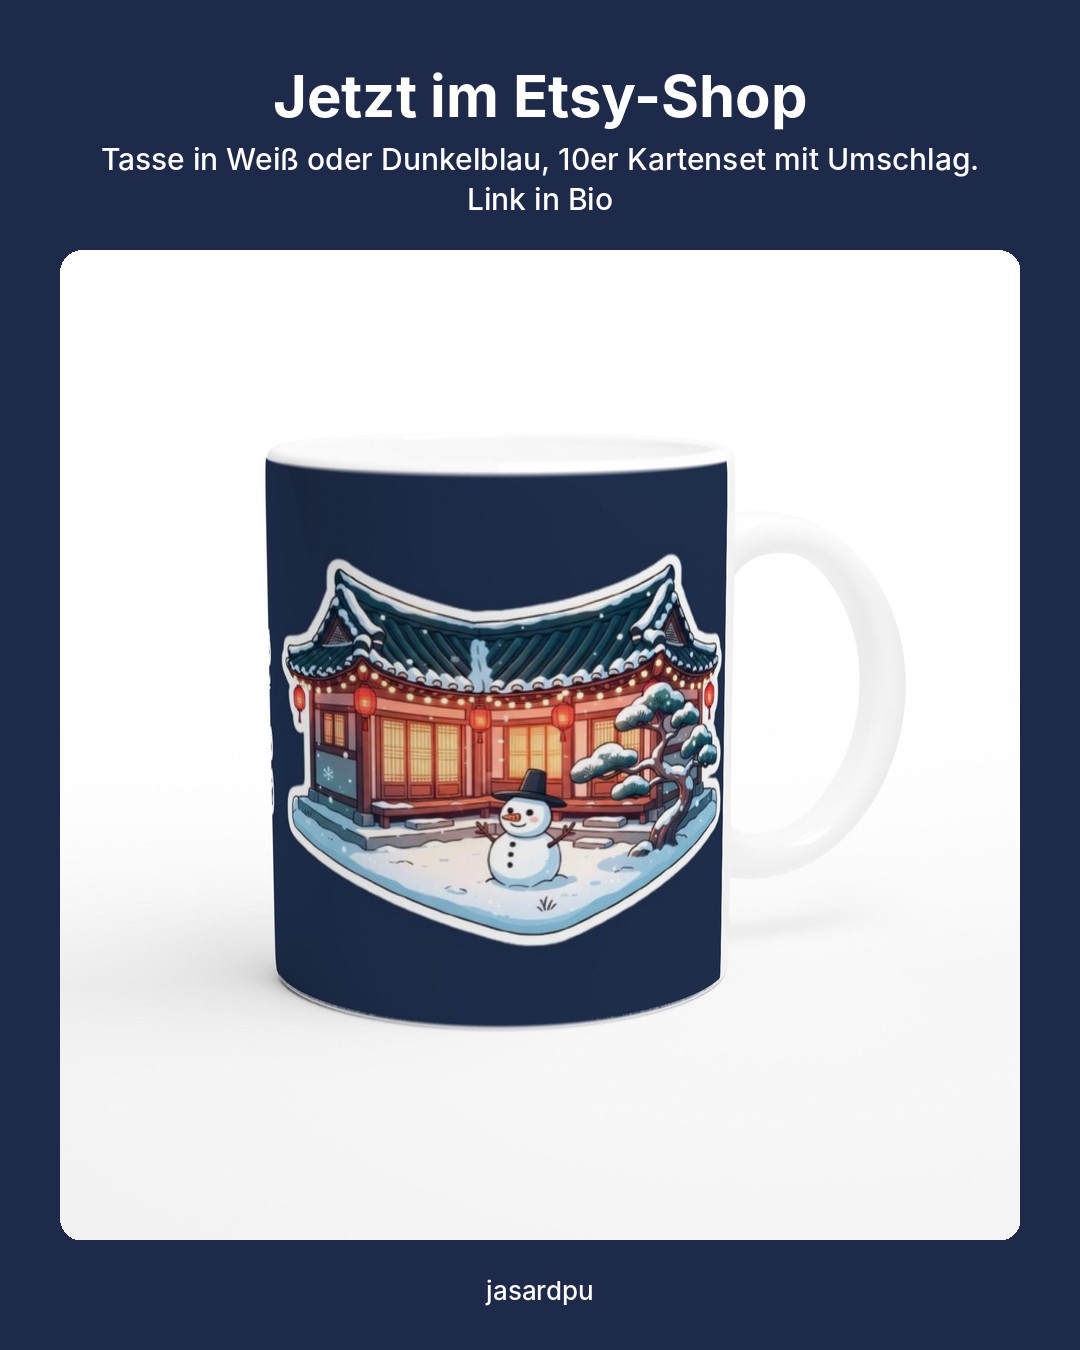 Jetzt im Etsy-Shop
Tasse in Weiß oder Dunkelblau, 10er Kartenset mit Umschlag.
Link in Bio
jasardpu